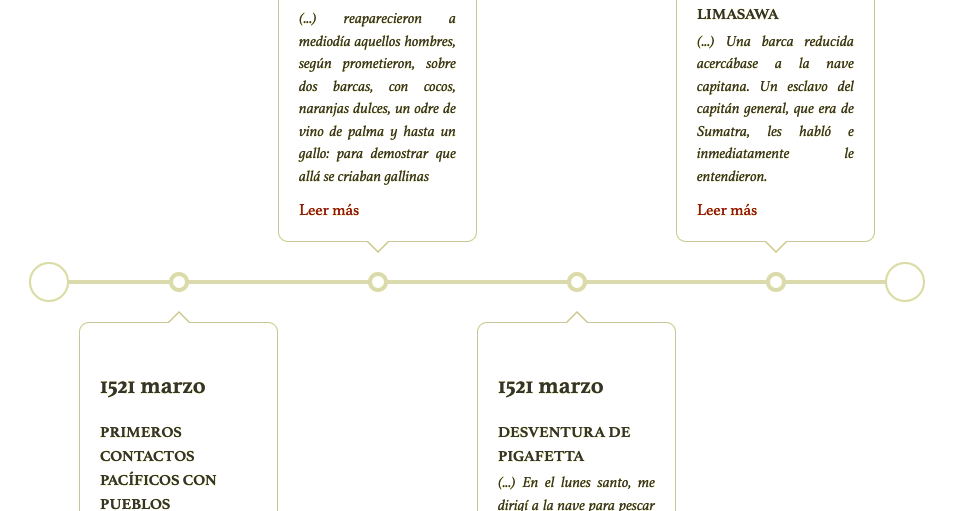 (...) reaparecieron a
mediodía aquellos hombres,
según prometieron, sobre
dos barcas, con cocos,
naranjas dulces, un odre de
vino de palma y hasta un
gallo: para demostrar que
allá se criaban gallinas
Leer más
LIMASAWA
(...) Una barca reducida
acercábase a la nave
capitana. Un esclavo del
capitán general, que era de
Sumatra, les habló e
inmediatamente le
entendieron.
Leer más
1521 marzo
PRIMEROS
CONTACTOS
PACÍFICOS CON
PUEBLOS
1521 marzo
DESVENTURA DE
PIGAFETTA
(...) En el lunes santo, me
dirigí a la nave para pescar